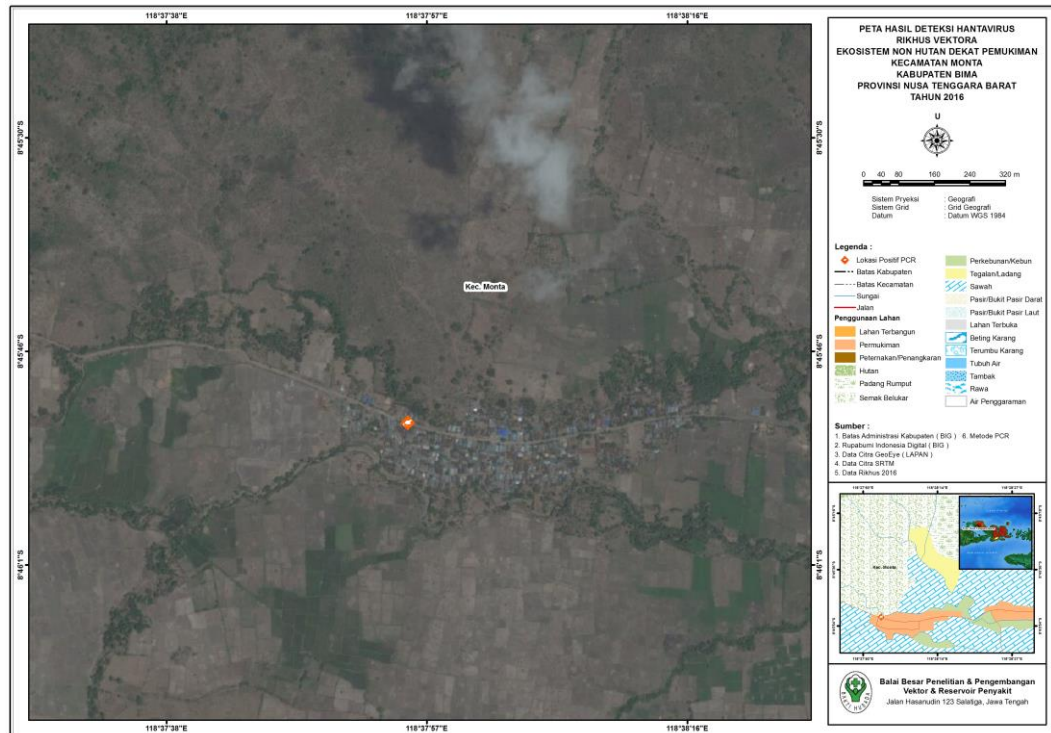 118°37'38"E
118°37'57"E
118°38'16"E
8°45'30"S
8°45'46"S
8°46'1"S
Kec. Monta
8°45'30"S
8°45'46"S
8°46'1"S
118°37'38"E
118°37'57"E
118°38'16"E
PETA HASIL DETEKSI HANTAVIRUS
RIKHUS VEKTORA
EKOSISTEM NON HUTAN DEKAT PEMUKIMAN
KECAMATAN MONTA
KABUPATEN BIMA
PROVINSI NUSA TENGGARA BARAT
TAHUN 2016
U
0 40 80 160 240 320 m
Sistem Pryeksi : Geografi
Sistem Grid : Grid Geografi
Datum : Datum WGS 1984
Legenda :
Lokasi Positif PCR
Batas Kabupaten
Batas Kecamatan
Sungai
Jalan
Penggunaan Lahan
Lahan Terbangun
Permukiman
Peternakan/Penangkaran
Hutan
Padang Rumput
Semak Belukar
Perkebunan/Kebun
Tegalan/Ladang
Sawah
Pasir/Bukit Pasir Darat
Pasir/Bukit Pasir Laut
Lahan Terbuka
Beting Karang
Terumbu Karang
Tubuh Air
Tambak
Rawa
Air Penggaraman
Sumber :
1. Batas Administrasi Kabupaten ( BIG ) 6. Metode PCR
2. Rupabumi Indonesia Digital ( BIG )
3. Data Citra GeoEye ( LAPAN )
4. Data Citra SRTM
5. Data Rikhus 2016
Kec. Monta
BAKTI HUSADA
Balai Besar Penelitian & Pengembangan
Vektor & Reservoir Penyakit
Jalan Hasanudin 123 Salatiga, Jawa Tengah